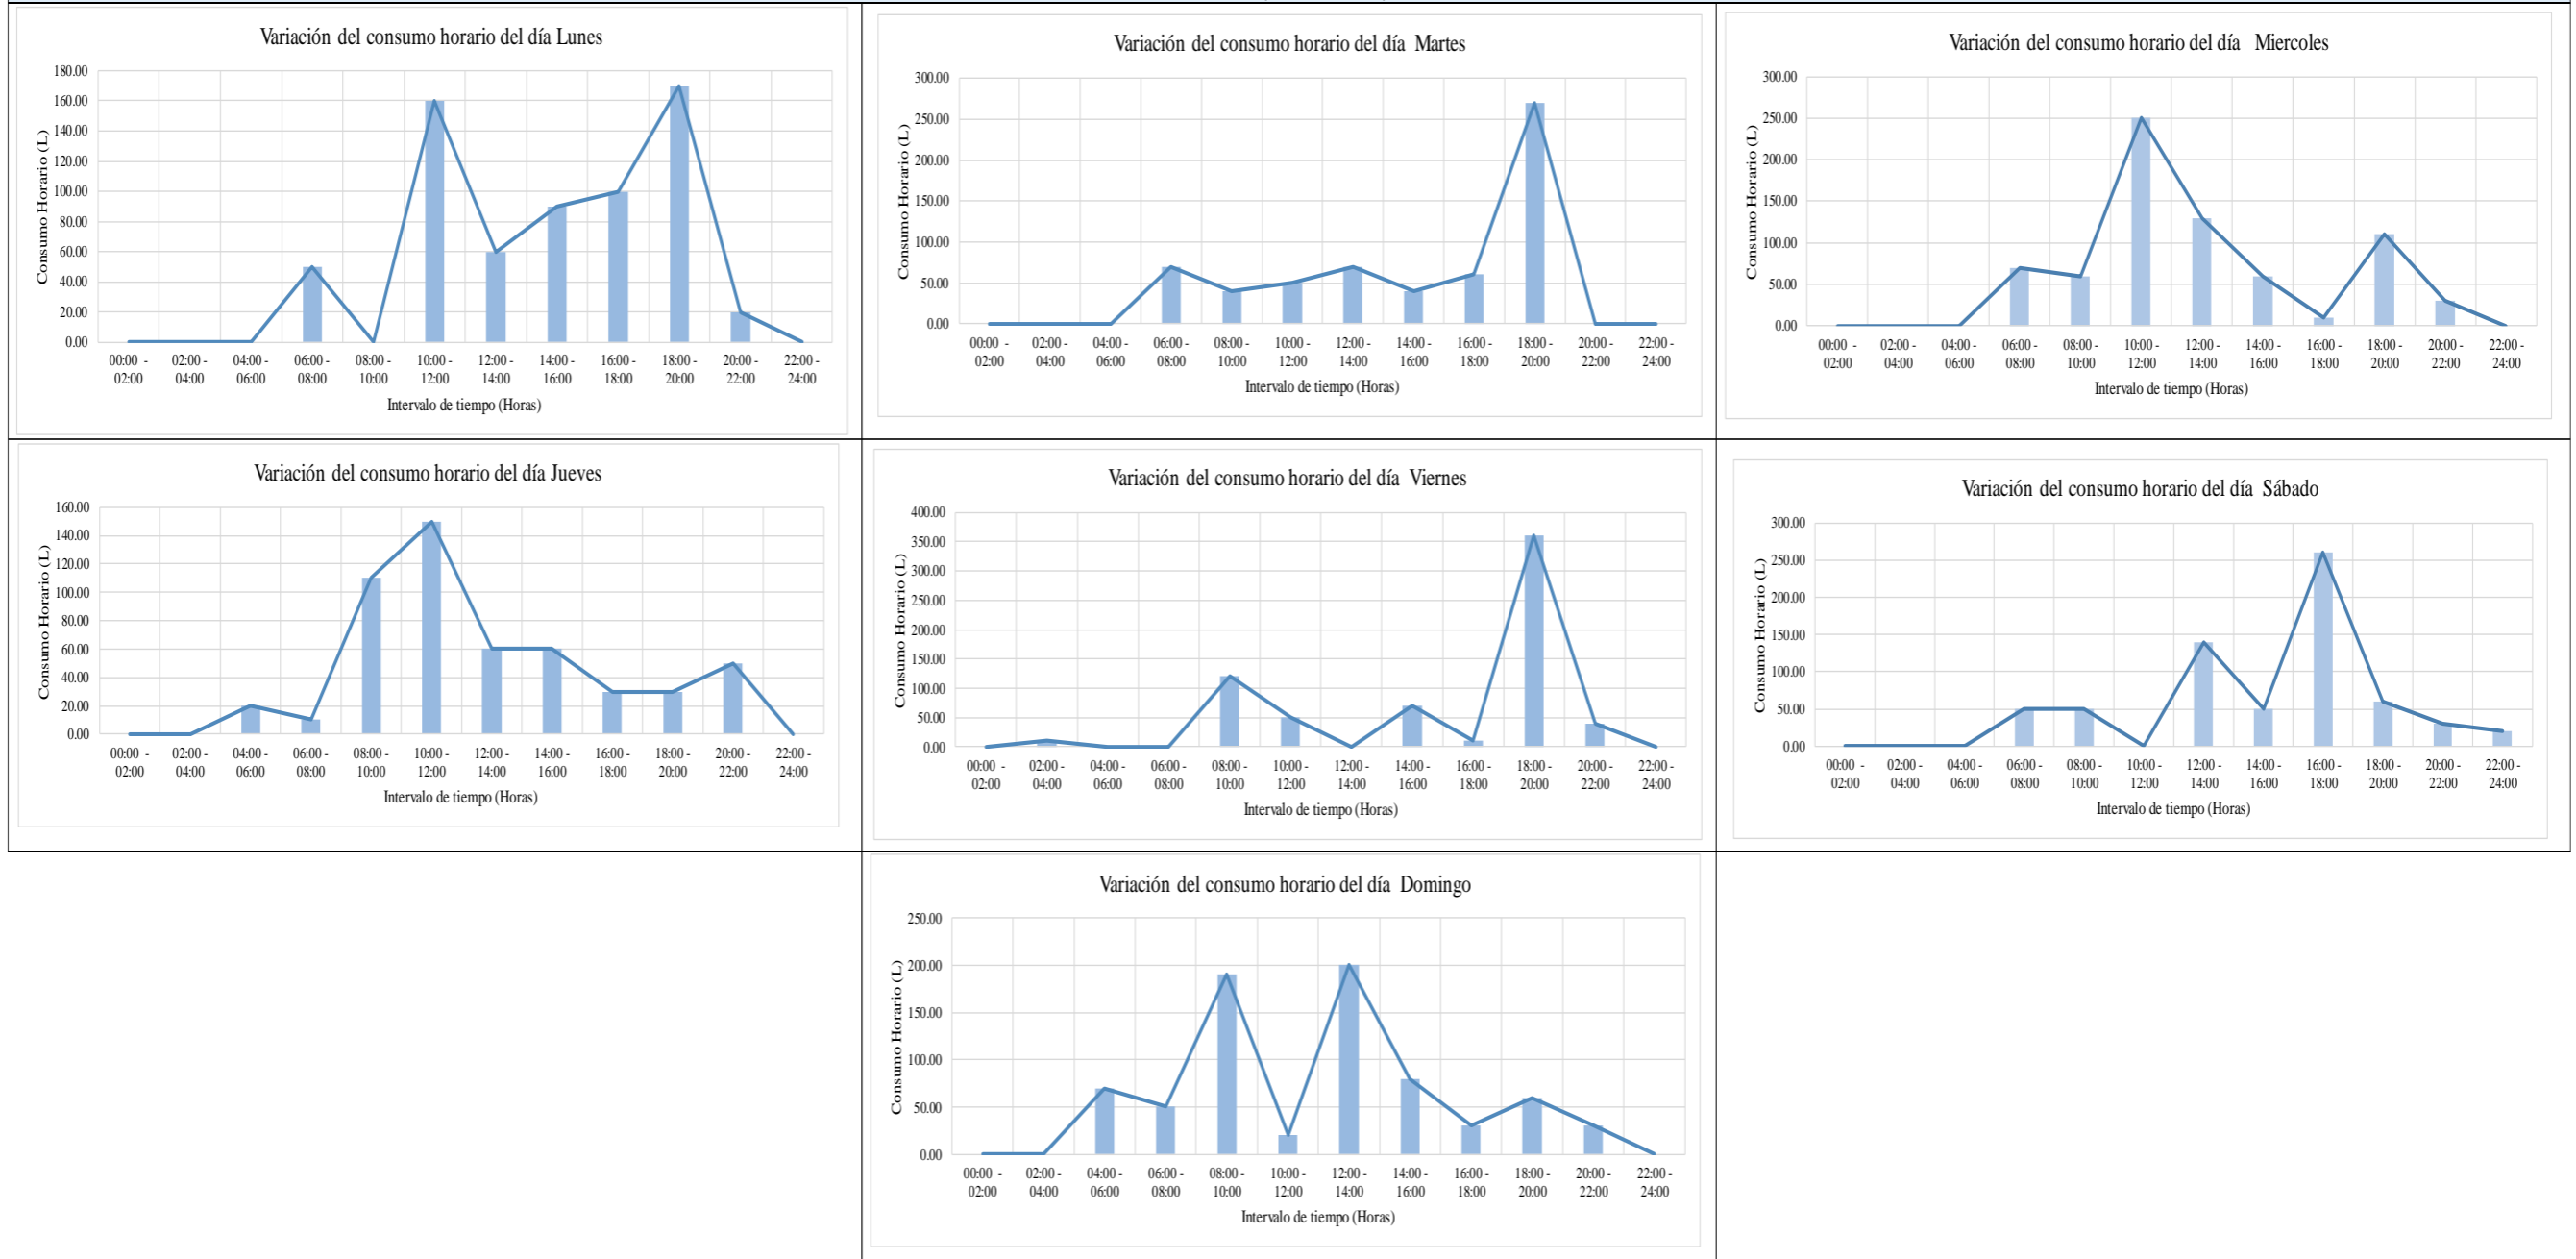 Variación del consumo horario del día Lunes
180.00
160.00
140.00
120.00
100.00
80.00
60.00
40.00
20.00
0.00
Consumo Horario (L)
00:00 - 02:00 - 04:00 - 06:00 - 08:00 - 10:00 - 12:00 - 14:00 - 16:00 - 18:00 - 20:00 - 22:00 -
02:00 04:00 06:00 08:00 10:00 12:00 14:00 16:00 18:00 20:00 22:00 24:00
Intervalo de tiempo (Horas)
Variación del consumo horario del día Martes
300.00
250.00
200.00
150.00
100.00
50.00
0.00
Consumo Horario (L)
00:00 - 02:00 - 04:00 - 06:00 - 08:00 - 10:00 - 12:00 - 14:00 - 16:00 - 18:00 - 20:00 - 22:00 -
02:00 04:00 06:00 08:00 10:00 12:00 14:00 16:00 18:00 20:00 22:00 24:00
Intervalo de tiempo (Horas)
Variación del consumo horario del día Miercoles
300.00
250.00
200.00
150.00
100.00
50.00
0.00
Consumo Horario (L)
00:00 - 02:00 - 04:00 - 06:00 - 08:00 - 10:00 - 12:00 - 14:00 - 16:00 - 18:00 - 20:00 - 22:00 -
02:00 04:00 06:00 08:00 10:00 12:00 14:00 16:00 18:00 20:00 22:00 24:00
Intervalo de tiempo (Horas)
Variación del consumo horario del día Jueves
160.00
140.00
120.00
100.00
80.00
60.00
40.00
20.00
0.00
Consumo Horario (L)
00:00 - 02:00 - 04:00 - 06:00 - 08:00 - 10:00 - 12:00 - 14:00 - 16:00 - 18:00 - 20:00 - 22:00 -
02:00 04:00 06:00 08:00 10:00 12:00 14:00 16:00 18:00 20:00 22:00 24:00
Intervalo de tiempo (Horas)
Variación del consumo horario del día Viernes
400.00
350.00
300.00
250.00
200.00
150.00
100.00
50.00
0.00
Consumo Horario (L)
00:00 - 02:00 - 04:00 - 06:00 - 08:00 - 10:00 - 12:00 - 14:00 - 16:00 - 18:00 - 20:00 - 22:00 -
02:00 04:00 06:00 08:00 10:00 12:00 14:00 16:00 18:00 20:00 22:00 24:00
Intervalo de tiempo (Horas)
Variación del consumo horario del día Sábado
300.00
250.00
200.00
150.00
100.00
50.00
0.00
Consumo Horario (L)
00:00 - 02:00 - 04:00 - 06:00 - 08:00 - 10:00 - 12:00 - 14:00 - 16:00 - 18:00 - 20:00 - 22:00 -
02:00 04:00 06:00 08:00 10:00 12:00 14:00 16:00 18:00 20:00 22:00 24:00
Intervalo de tiempo (Horas)
Variación del consumo horario del día Domingo
250.00
200.00
150.00
100.00
50.00
0.00
Consumo Horario (L)
00:00 - 02:00 - 04:00 - 06:00 - 08:00 - 10:00 - 12:00 - 14:00 - 16:00 - 18:00 - 20:00 - 22:00 -
02:00 04:00 06:00 08:00 10:00 12:00 14:00 16:00 18:00 20:00 22:00 24:00
Intervalo de tiempo (Horas)